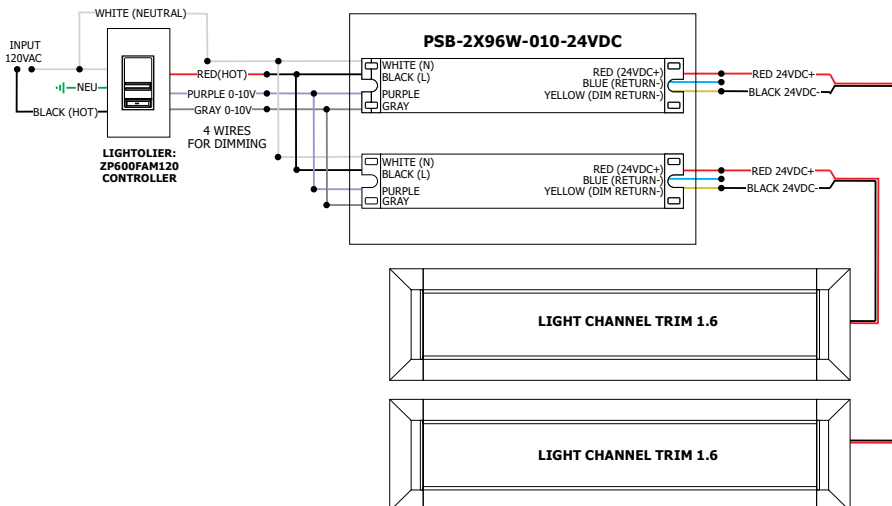 WHITE (NEUTRAL)
INPUT
120VAC
NEU
BLACK (HOT)
LIGHTOLIER:
ZP600FAM120
CONTROLLER
RED(HOT)
PURPLE 0-10V
GRAY 0-10V
4 WIRES
FOR DIMMING
PSB-2X96W-010-24VDC
WHITE (N)
BLACK (L)
PURPLE
GRAY
RED (24VDC+)
BLUE (RETURN-)
YELLOW (DIM RETURN-)
RED 24VDC+
BLACK 24VDC-
WHITE (N)
BLACK (L)
PURPLE
GRAY
RED (24VDC+)
BLUE (RETURN-)
YELLOW (DIM RETURN-)
RED 24VDC+
BLACK 24VDC-
LIGHT CHANNEL TRIM 1.6
LIGHT CHANNEL TRIM 1.6